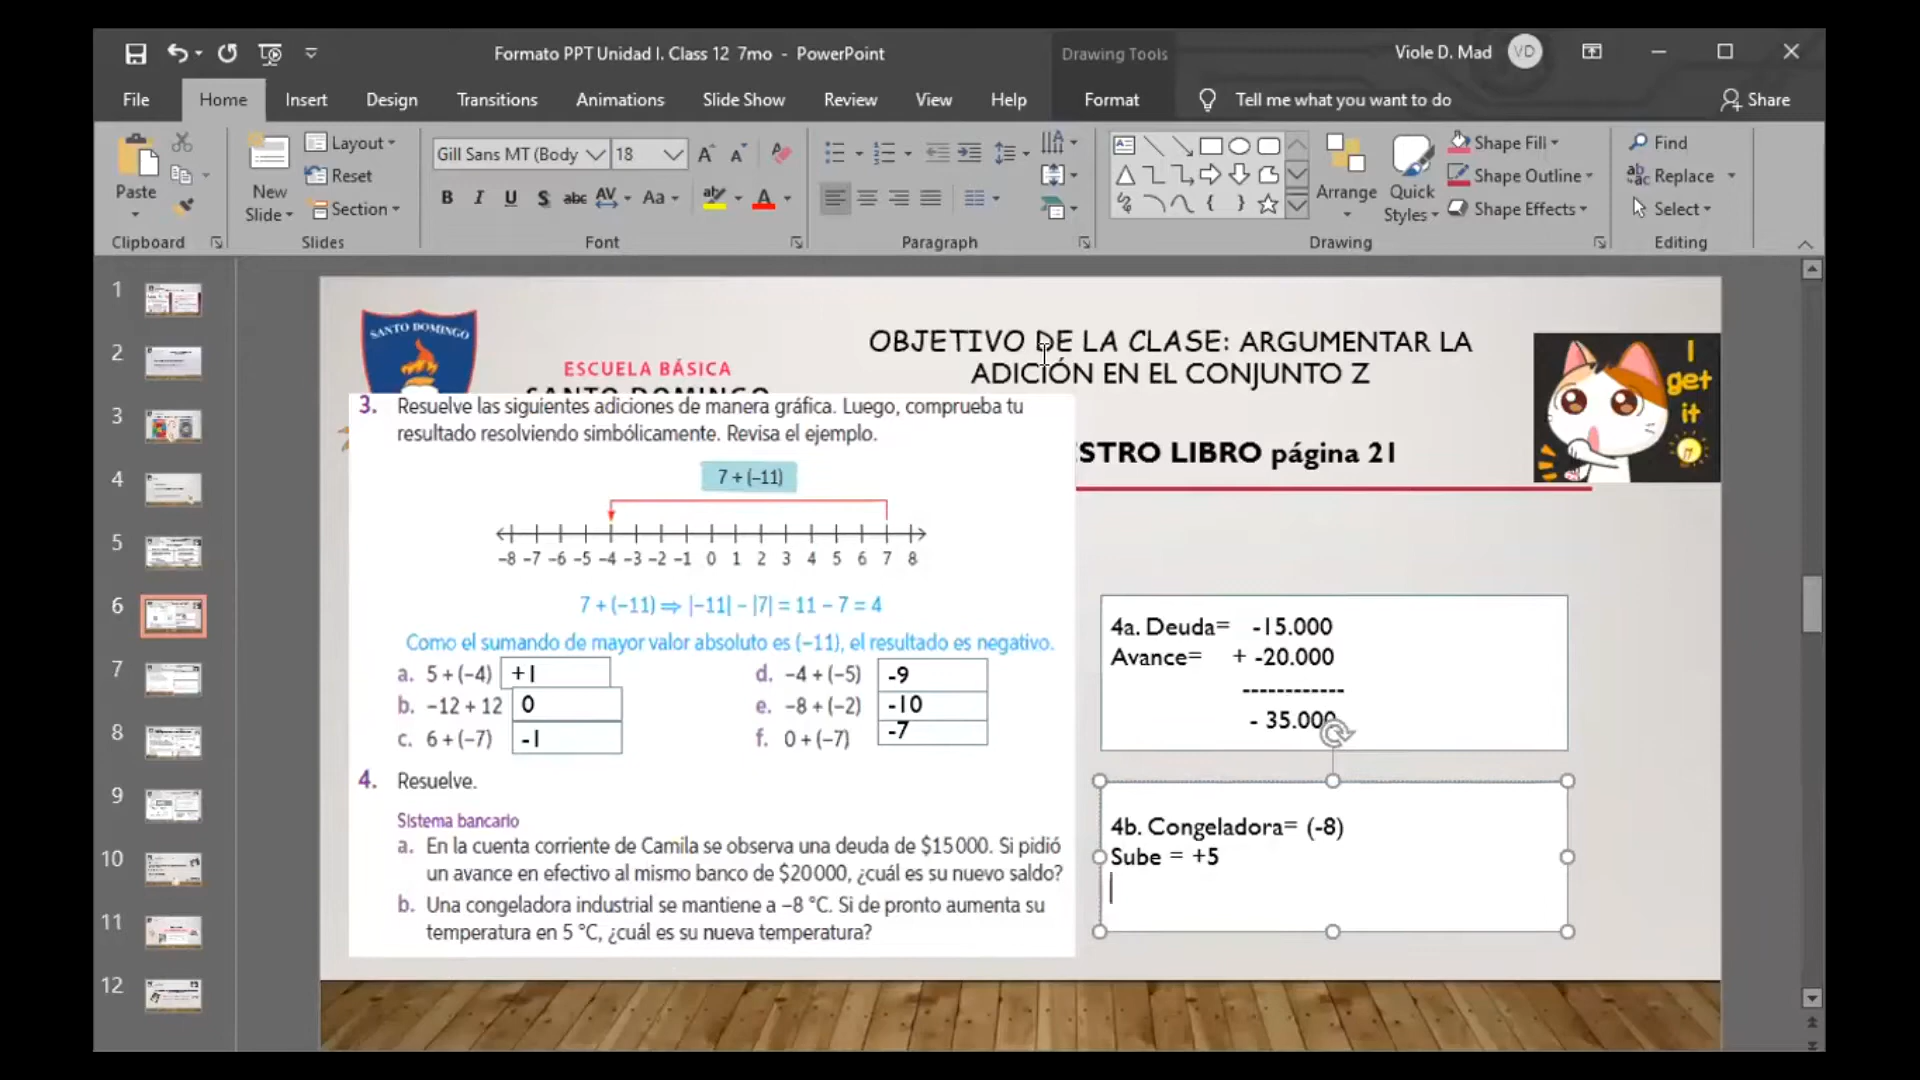 Formato PPT Unidad I. Class 12 7mo - PowerPoint
Drawing Tools
Viole D. Mad
VD
File Home Insert Design Transitions Animations Slide Show Review View Help Format Tell me what you want to do Share
Paste
Clipboard
New Slide
Layout
Reset
Section
Slides
Gill Sans MT (Body 18
B I U S abc AV Aa A
Font
Paragraph
Arrange
Quick Styles
Shape Fill
Shape Outline
Shape Effects
Drawing
Find
Replace
Select
Editing
1
2
3
4
5
6
7
8
9
10
11
12
SANTO DOMINGO
ESCUELA BÁSICA
SANTO DOMINGO
OBJETIVO DE LA CLASE: ARGUMENTAR LA
ADICIÓN EN EL CONJUNTO Z
STRO LIBRO página 21
I
get
it
3. Resuelve las siguientes adiciones de manera gráfica. Luego, comprueba tu
resultado resolviendo simbólicamente. Revisa el ejemplo.
7 + (−11)
−8 −7 −6 −5 −4 −3 −2 −1 0 1 2 3 4 5 6 7 8
7 + (−11) ⇒ |−11| − |7| = 11 − 7 = 4
Como el sumando de mayor valor absoluto es (−11), el resultado es negativo.
a. 5 + (−4) +1
b. −12 + 12 0
c. 6 + (−7) -1
d. −4 + (−5) -9
e. −8 + (−2) -10
f. 0 + (−7) -7
4. Resuelve.
Sistema bancario
a. En la cuenta corriente de Camila se observa una deuda de $15000. Si pidió
un avance en efectivo al mismo banco de $20000, ¿cuál es su nuevo saldo?
b. Una congeladora industrial se mantiene a −8 °C. Si de pronto aumenta su
temperatura en 5 °C, ¿cuál es su nueva temperatura?
4a. Deuda= -15.000
Avance= + -20.000
------------
- 35.000
4b. Congeladora= (-8)
Sube = +5